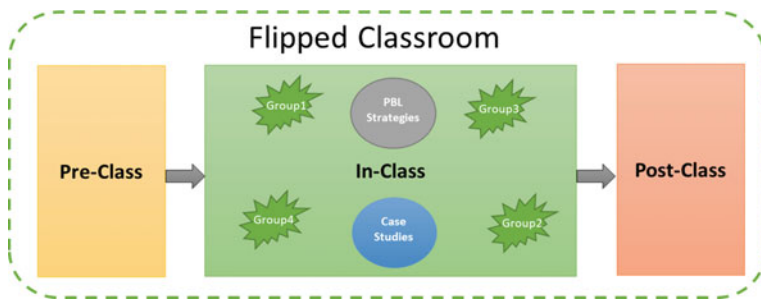 Flipped Classroom
Pre-Class
Group1
PBL
Strategies
Group3
In-Class
Group4
Case
Studies
Group2
Post-Class